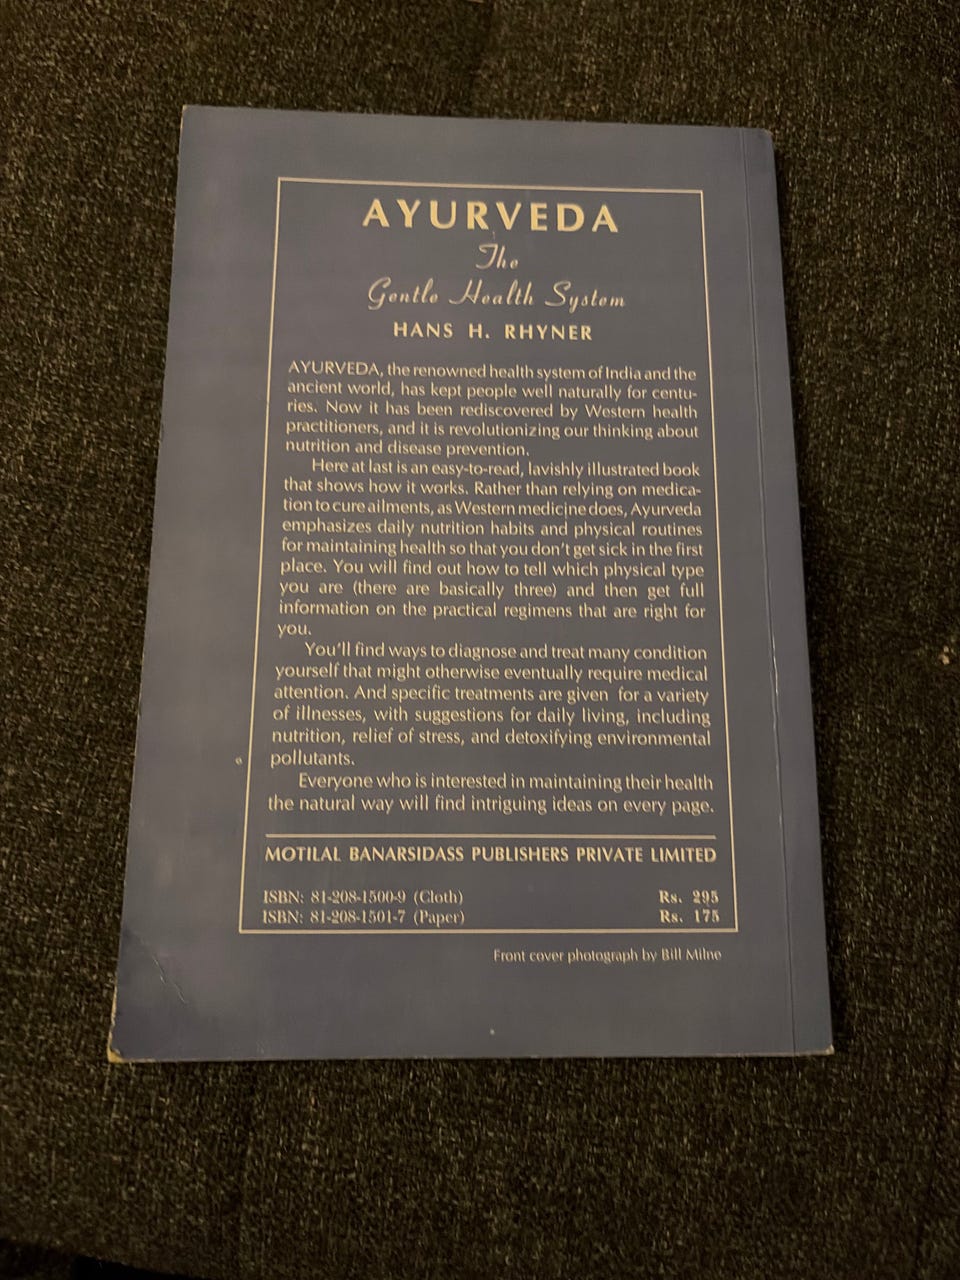 AYURVEDA
The
Gentle Health System
HANS H. RHYNER
AYURVEDA, the renowned health system of India and the
ancient world, has kept people well naturally for centu-
ries. Now it has been rediscovered by Western health
practitioners, and it is revolutionizing our thinking about
nutrition and disease prevention.
Here at last is an easy-to-read, lavishly illustrated book
that shows how it works. Rather than relying on medica-
tion to cure ailments, as Western medicine does, Ayurveda
emphasizes daily nutrition habits and physical routines
for maintaining health so that you don't get sick in the first
place. You will find out how to tell which physical type
you are (there are basically three) and then get full
information on the practical regimens that are right for
you.
You'll find ways to diagnose and treat many condition
yourself that might otherwise eventually require medical
attention. And specific treatments are given for a variety
of illnesses, with suggestions for daily living, including
nutrition, relief of stress, and detoxifying environmental
pollutants.
Everyone who is interested in maintaining their health
the natural way will find intriguing ideas on every page.
MOTILAL BANARSIDASS PUBLISHERS PRIVATE LIMITED
ISBN: 81-208-1500-9 (Cloth) Rs. 295
ISBN: 81-208-1501-7 (Paper) Rs. 175
Front cover photograph by Bill Milne